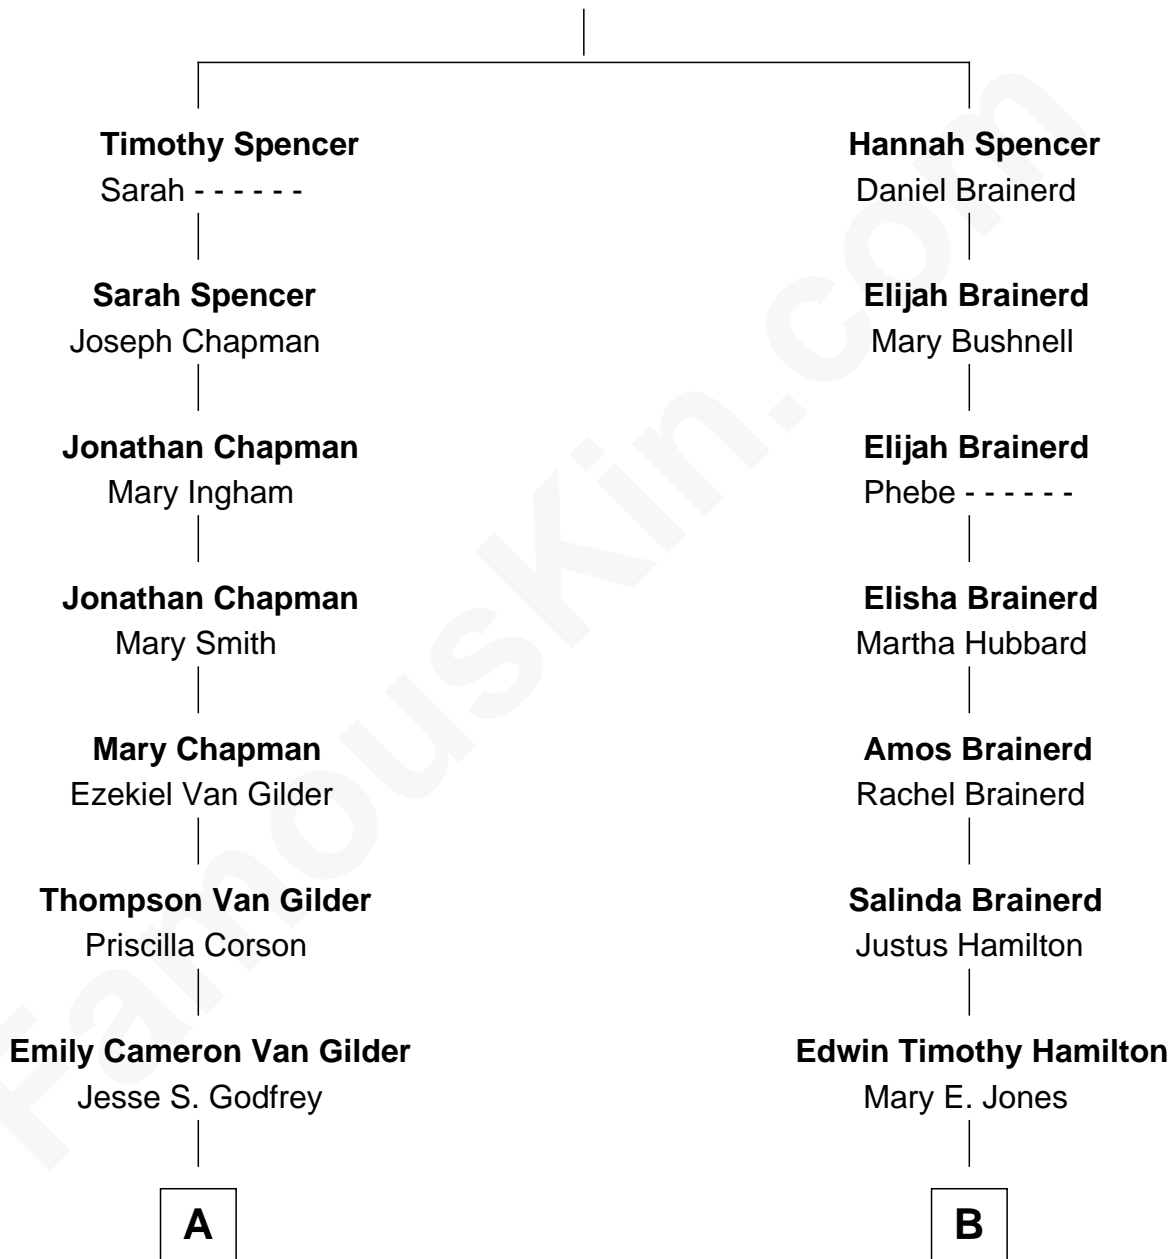 Timothy Spencer
Sarah - - - - - -
Hannah Spencer
Daniel Brainerd
Sarah Spencer
Joseph Chapman
Elijah Brainerd
Mary Bushnell
Jonathan Chapman
Mary Ingham
Elijah Brainerd
Phebe - - - - - -
Jonathan Chapman
Mary Smith
Elisha Brainerd
Martha Hubbard
Mary Chapman
Ezekiel Van Gilder
Amos Brainerd
Rachel Brainerd
Thompson Van Gilder
Priscilla Corson
Salinda Brainerd
Justus Hamilton
Emily Cameron Van Gilder
Jesse S. Godfrey
Edwin Timothy Hamilton
Mary E. Jones
A
B
FamousKin.com